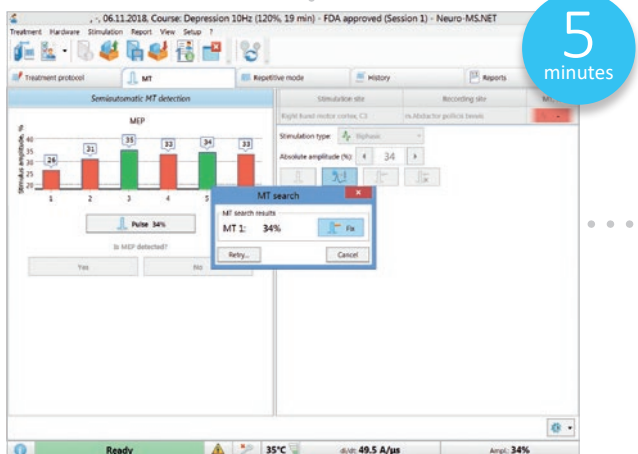 , -, 06.11.2018, Course: Depression 10Hz (120%, 19 min) - FDA approved (Session 1) - Neuro-MS.NET
5
minutes
Treatment Hardware Stimulation Report View Setup ?
Treatment protocol
MT
Repetitive mode
History
Reports
Semiautomatic MT detection
Stimulation site
Recording site
Right hand motor cortex, C3
m.Abductor pollicis brevis
MEP
Stimulus amplitude, %
40
35
30
25
20
26
31
35
33
34
33
1 2 3 4 5
Stimulation type:
Biphasic
Absolute amplitude (%):
34
Pulse 34%
Is MEP detected?
Yes
No
MT search
MT search results
MT 1: 34%
Fix
Retry...
Cancel
Ready
35°C
di/dt: 49.5 A/µs
Ampl.: 34%